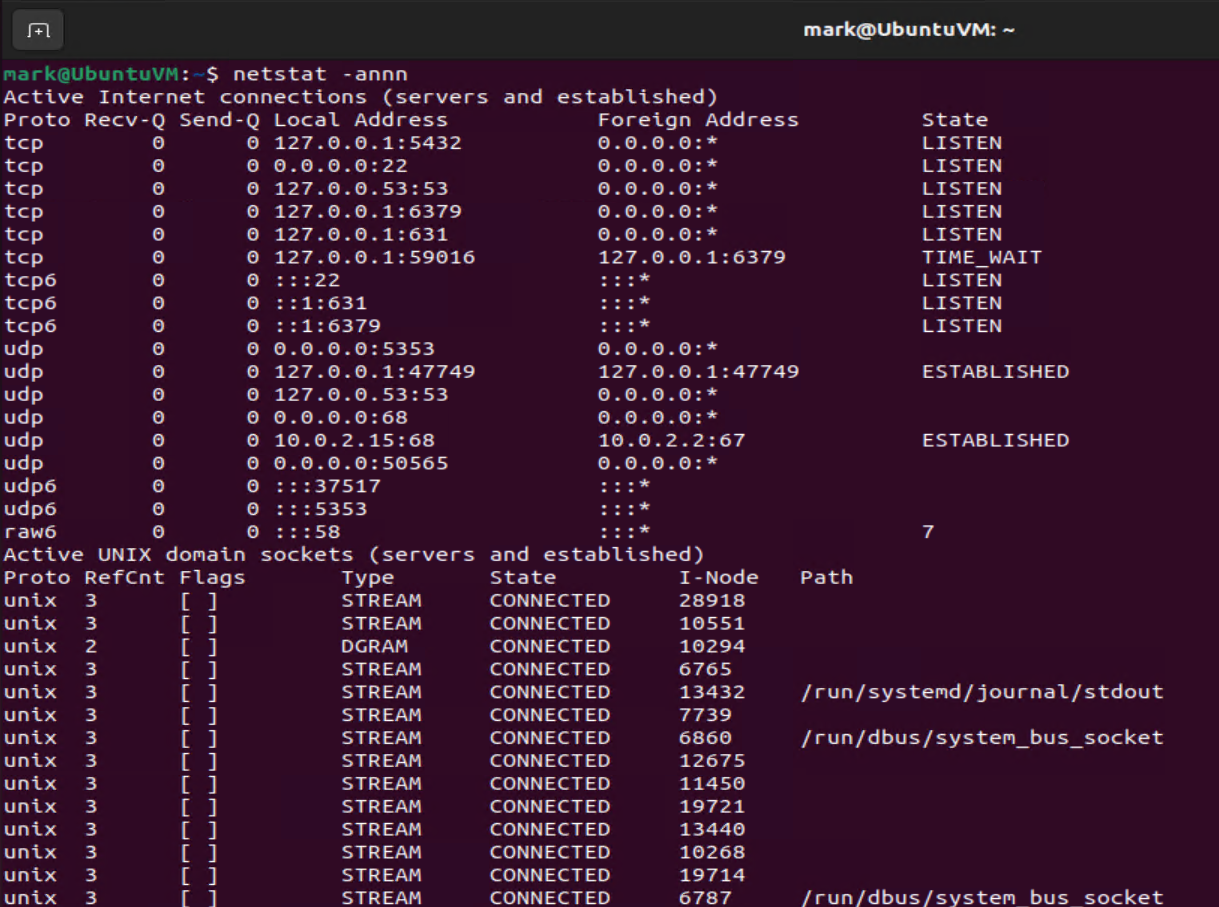 mark@UbuntuVM: ~
mark@UbuntuVM:~$ netstat -annn
Active Internet connections (servers and established)
Proto Recv-Q Send-Q Local Address           Foreign Address         State
tcp        0      0 127.0.0.1:5432          0.0.0.0:*               LISTEN
tcp        0      0 0.0.0.0:22              0.0.0.0:*               LISTEN
tcp        0      0 127.0.0.53:53           0.0.0.0:*               LISTEN
tcp        0      0 127.0.0.1:6379          0.0.0.0:*               LISTEN
tcp        0      0 127.0.0.1:631           0.0.0.0:*               LISTEN
tcp        0      0 127.0.0.1:59016         127.0.0.1:6379          TIME_WAIT
tcp6       0      0 :::22                   :::*                    LISTEN
tcp6       0      0 ::1:631                 :::*                    LISTEN
tcp6       0      0 ::1:6379                :::*                    LISTEN
udp        0      0 0.0.0.0:5353            0.0.0.0:*
udp        0      0 127.0.0.1:47749         127.0.0.1:47749         ESTABLISHED
udp        0      0 127.0.0.53:53           0.0.0.0:*
udp        0      0 0.0.0.0:68              0.0.0.0:*
udp        0      0 10.0.2.15:68            10.0.2.2:67             ESTABLISHED
udp        0      0 0.0.0.0:50565           0.0.0.0:*
udp6       0      0 :::37517                :::*
udp6       0      0 :::5353                 :::*
raw6       0      0 :::58                   :::*                    7
Active UNIX domain sockets (servers and established)
Proto RefCnt Flags       Type       State         I-Node   Path
unix  3      [ ]         STREAM     CONNECTED     28918
unix  3      [ ]         STREAM     CONNECTED     10551
unix  2      [ ]         DGRAM      CONNECTED     10294
unix  3      [ ]         STREAM     CONNECTED     6765
unix  3      [ ]         STREAM     CONNECTED     13432    /run/systemd/journal/stdout
unix  3      [ ]         STREAM     CONNECTED     7739
unix  3      [ ]         STREAM     CONNECTED     6860     /run/dbus/system_bus_socket
unix  3      [ ]         STREAM     CONNECTED     12675
unix  3      [ ]         STREAM     CONNECTED     11450
unix  3      [ ]         STREAM     CONNECTED     19721
unix  3      [ ]         STREAM     CONNECTED     13440
unix  3      [ ]         STREAM     CONNECTED     10268
unix  3      [ ]         STREAM     CONNECTED     19714
unix  3      [ ]         STREAM     CONNECTED     6787     /run/dbus/system_bus_socket